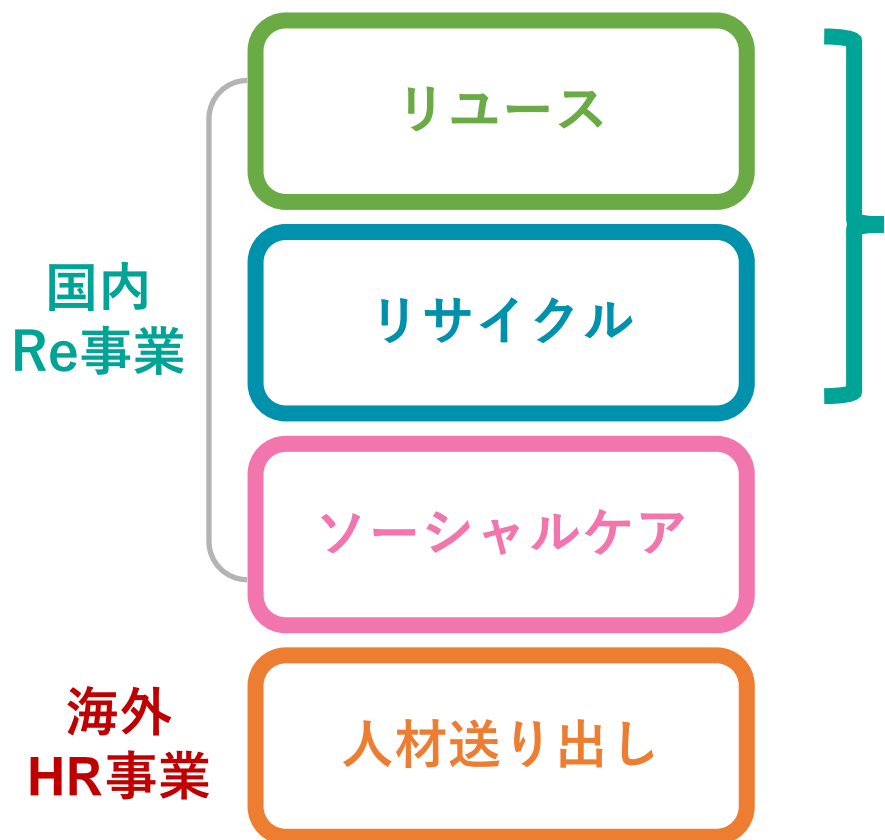 リユース
国内
Re事業
リサイクル
ソーシャルケア
海外
HR事業
人材送り出し